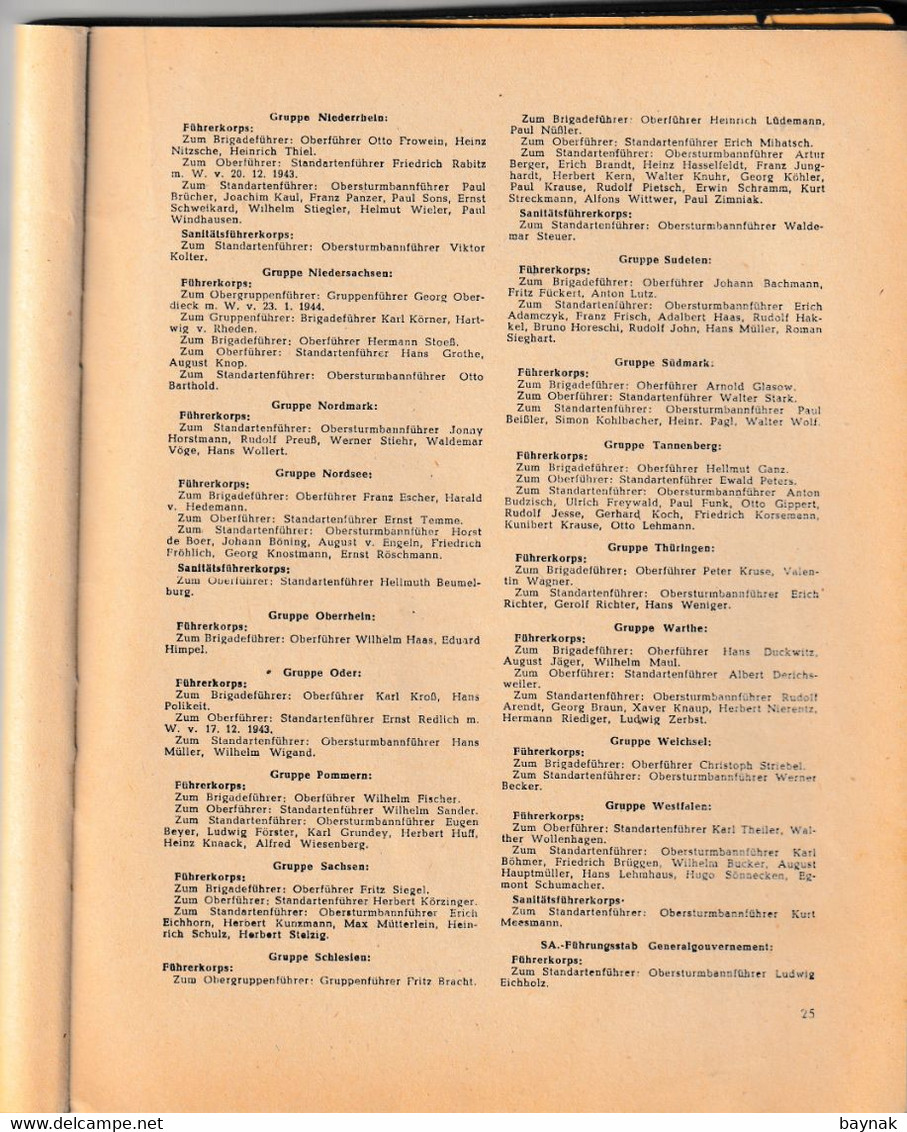 Gruppe Niederrhein:
Führerkorps:
Zum Brigadeführer: Oberführer Otto Frowein, Heinz
Nitzsche, Heinrich Thiel.
Zum Oberführer: Standartenführer Friedrich Rabitz
m. W. v. 20. 12. 1943.
Zum Standartenführer: Obersturmbannführer Paul
Brücher, Joachim Kaul, Franz Panzer, Paul Sons, Ernst
Schweikard, Wilhelm Stiegler, Helmut Wieler, Paul
Windhausen.
Sanitätsführerkorps:
Zum Standartenführer: Obersturmbannführer Viktor
Kolter.
Gruppe Niedersachsen:
Führerkorps:
Zum Obergruppenführer: Gruppenführer Georg Ober-
dieck m. W. v. 23. 1. 1944.
Zum Gruppenführer: Brigadeführer Karl Körner, Hart-
wig v. Rheden.
Zum Brigadeführer: Oberführer Hermann Stoeß.
Zum Oberführer: Standartenführer Hans Grothe,
August Knop.
Zum Standartenführer: Obersturmbannführer Otto
Barthold.
Gruppe Nordmark:
Führerkorps:
Zum Standartenführer: Obersturmbannführer Jonny
Horstmann, Rudolf Preuß, Werner Stiehr, Waldemar
Vöge, Hans Wollert.
Gruppe Nordsee:
Führerkorps:
Zum Brigadeführer: Oberführer Franz Escher, Harald
v. Hedemann.
Zum Oberführer: Standartenführer Ernst Temme.
Zum Standartenführer: Obersturmbannfüher Horst
de Boer, Johann Böning, August v. Engeln, Friedrich
Fröhlich, Georg Knostmann, Ernst Röschmann.
Sanitätsführerkorps:
Zum Oberführer: Standartenführer Hellmuth Beumel-
burg.
Gruppe Oberrhein:
Führerkorps:
Zum Brigadeführer: Oberführer Wilhelm Haas, Eduard
Himpel.
Gruppe Oder:
Führerkorps:
Zum Brigadeführer: Oberführer Karl Kroß, Hans
Polikeit.
Zum Oberführer: Standartenführer Ernst Redlich m.
W. v. 17. 12. 1943.
Zum Standartenführer: Obersturmbannführer Hans
Müller, Wilhelm Wigand.
Gruppe Pommern:
Führerkorps:
Zum Brigadeführer: Oberführer Wilhelm Fischer.
Zum Oberführer: Standartenführer Wilhelm Sander.
Zum Standartenführer: Obersturmbannführer Eugen
Beyer, Ludwig Förster, Karl Grundey, Herbert Huff,
Heinz Knaack, Alfred Wiesenberg.
Gruppe Sachsen:
Führerkorps:
Zum Brigadeführer: Oberführer Fritz Siegel.
Zum Oberführer: Standartenführer Herbert Körzinger.
Zum Standartenführer: Obersturmbannführer Erich
Eichhorn, Herbert Kunzmann, Max Mütterlein, Hein-
rich Schulz, Herbert Stelzig.
Gruppe Schlesien:
Führerkorps:
Zum Obergruppenführer: Gruppenführer Fritz Bracht.
Zum Brigadeführer: Oberführer Heinrich Lüdemann,
Paul Nüßler.
Zum Oberführer: Standartenführer Erich Mihatsch.
Zum Standartenführer: Obersturmbannführer Artur
Berger, Erich Brandt, Heinz Hasselfeldt, Franz Jung-
hardt, Herbert Kern, Walter Knuhr, Georg Köhler,
Paul Krause, Rudolf Pietsch, Erwin Schramm, Kurt
Streckmann, Alfons Wittwer, Paul Zimniak.
Sanitätsführerkorps:
Zum Standartenführer: Obersturmbannführer Walde-
mar Steuer.
Gruppe Sudeten:
Führerkorps:
Zum Brigadeführer: Oberführer Johann Bachmann,
Fritz Fückert, Anton Lutz.
Zum Standartenführer: Obersturmbannführer Erich
Adamczyk, Franz Frisch, Adalbert Haas, Rudolf Hak-
kel, Bruno Horeschi, Rudolf John, Hans Müller, Roman
Sieghart.
Gruppe Südmark:
Führerkorps:
Zum Brigadeführer: Oberführer Arnold Glasow.
Zum Oberführer: Standartenführer Walter Stark.
Zum Standartenführer: Obersturmbannführer Paul
Beißler, Simon Kohlbacher, Heinr. Pagl, Walter Wolf.
Gruppe Tannenberg:
Führerkorps:
Zum Brigadeführer: Oberführer Hellmut Ganz.
Zum Oberführer: Standartenführer Ewald Peters.
Zum Standartenführer: Obersturmbannführer Anton
Budzisch, Ulrich Freywald, Paul Funk, Otto Gippert,
Rudolf Jesse, Gerhard Koch, Friedrich Korsemann,
Kunibert Krause, Otto Lehmann.
Gruppe Thüringen:
Führerkorps:
Zum Brigadeführer: Oberführer Peter Kruse, Valen-
tin Wagner.
Zum Standartenführer: Obersturmbannführer Erich
Richter, Gerolf Richter, Hans Weniger.
Gruppe Warthe:
Führerkorps:
Zum Brigadeführer: Oberführer Hans Duckwitz,
August Jäger, Wilhelm Maul.
Zum Oberführer: Standartenführer Albert Derichs-
weiler.
Zum Standartenführer: Obersturmbannführer Rudolf
Arendt, Georg Braun, Xaver Knaup, Herbert Nierentz,
Hermann Riediger, Ludwig Zerbst.
Gruppe Weichsel:
Führerkorps:
Zum Brigadeführer: Oberführer Christoph Striebel.
Zum Standartenführer: Obersturmbannführer Werner
Becker.
Gruppe Westfalen:
Führerkorps:
Zum Oberführer: Standartenführer Karl Theiler, Wal-
ther Wollenhagen.
Zum Standartenführer: Obersturmbannführer Karl
Böhmer, Friedrich Brüggen, Wilhelm Bucker, August
Hauptmüller, Hans Lehmhaus, Hugo Sönnecken, Eg-
mont Schumacher.
Sanitätsführerkorps:
Zum Standartenführer: Obersturmbannführer Kurt
Meesmann.
SA.-Führungsstab Generalgouvernement:
Führerkorps:
Zum Standartenführer: Obersturmbannführer Ludwig
Eichholz.
25
baynak